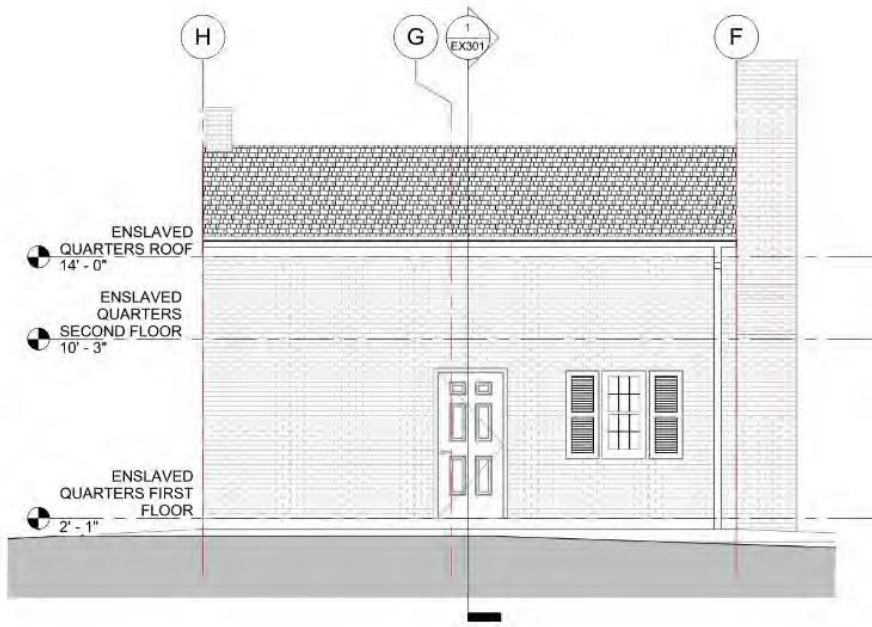 H
G
1
EX301
F
ENSLAVED
QUARTERS ROOF
14' - 0"
ENSLAVED
QUARTERS
SECOND FLOOR
10' - 3"
ENSLAVED
QUARTERS FIRST
FLOOR
2' - 1"